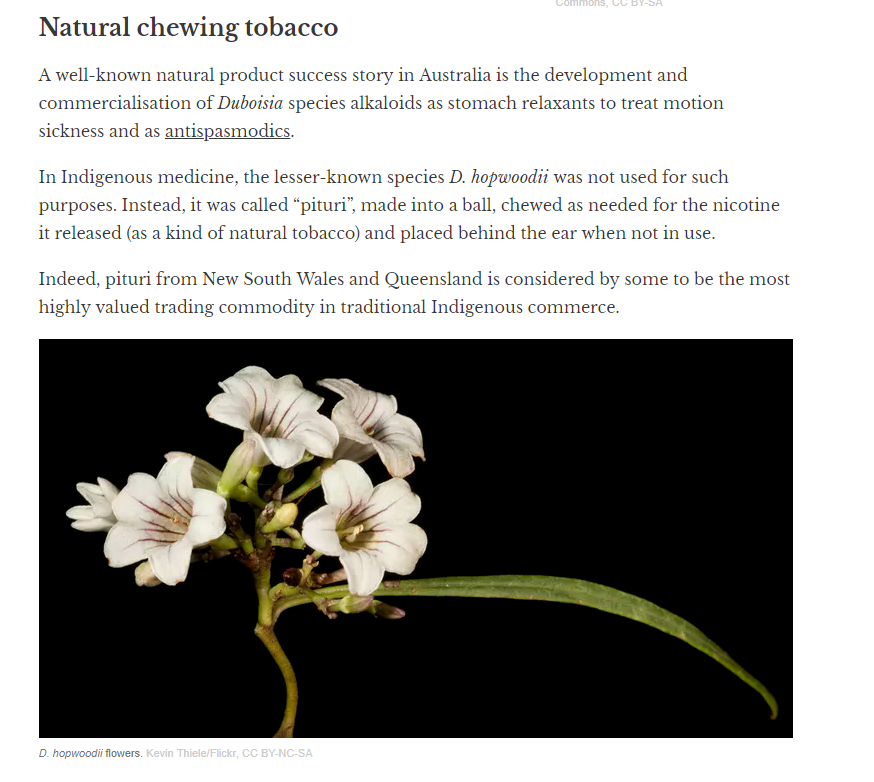 Commons, CC BY-SA
Natural chewing tobacco
A well-known natural product success story in Australia is the development and
commercialisation of Duboisia species alkaloids as stomach relaxants to treat motion
sickness and as antispasmodics.
In Indigenous medicine, the lesser-known species D. hopwoodii was not used for such
purposes. Instead, it was called “pituri”, made into a ball, chewed as needed for the nicotine
it released (as a kind of natural tobacco) and placed behind the ear when not in use.
Indeed, pituri from New South Wales and Queensland is considered by some to be the most
highly valued trading commodity in traditional Indigenous commerce.
D. hopwoodii flowers. Kevin Thiele/Flickr, CC BY-NC-SA